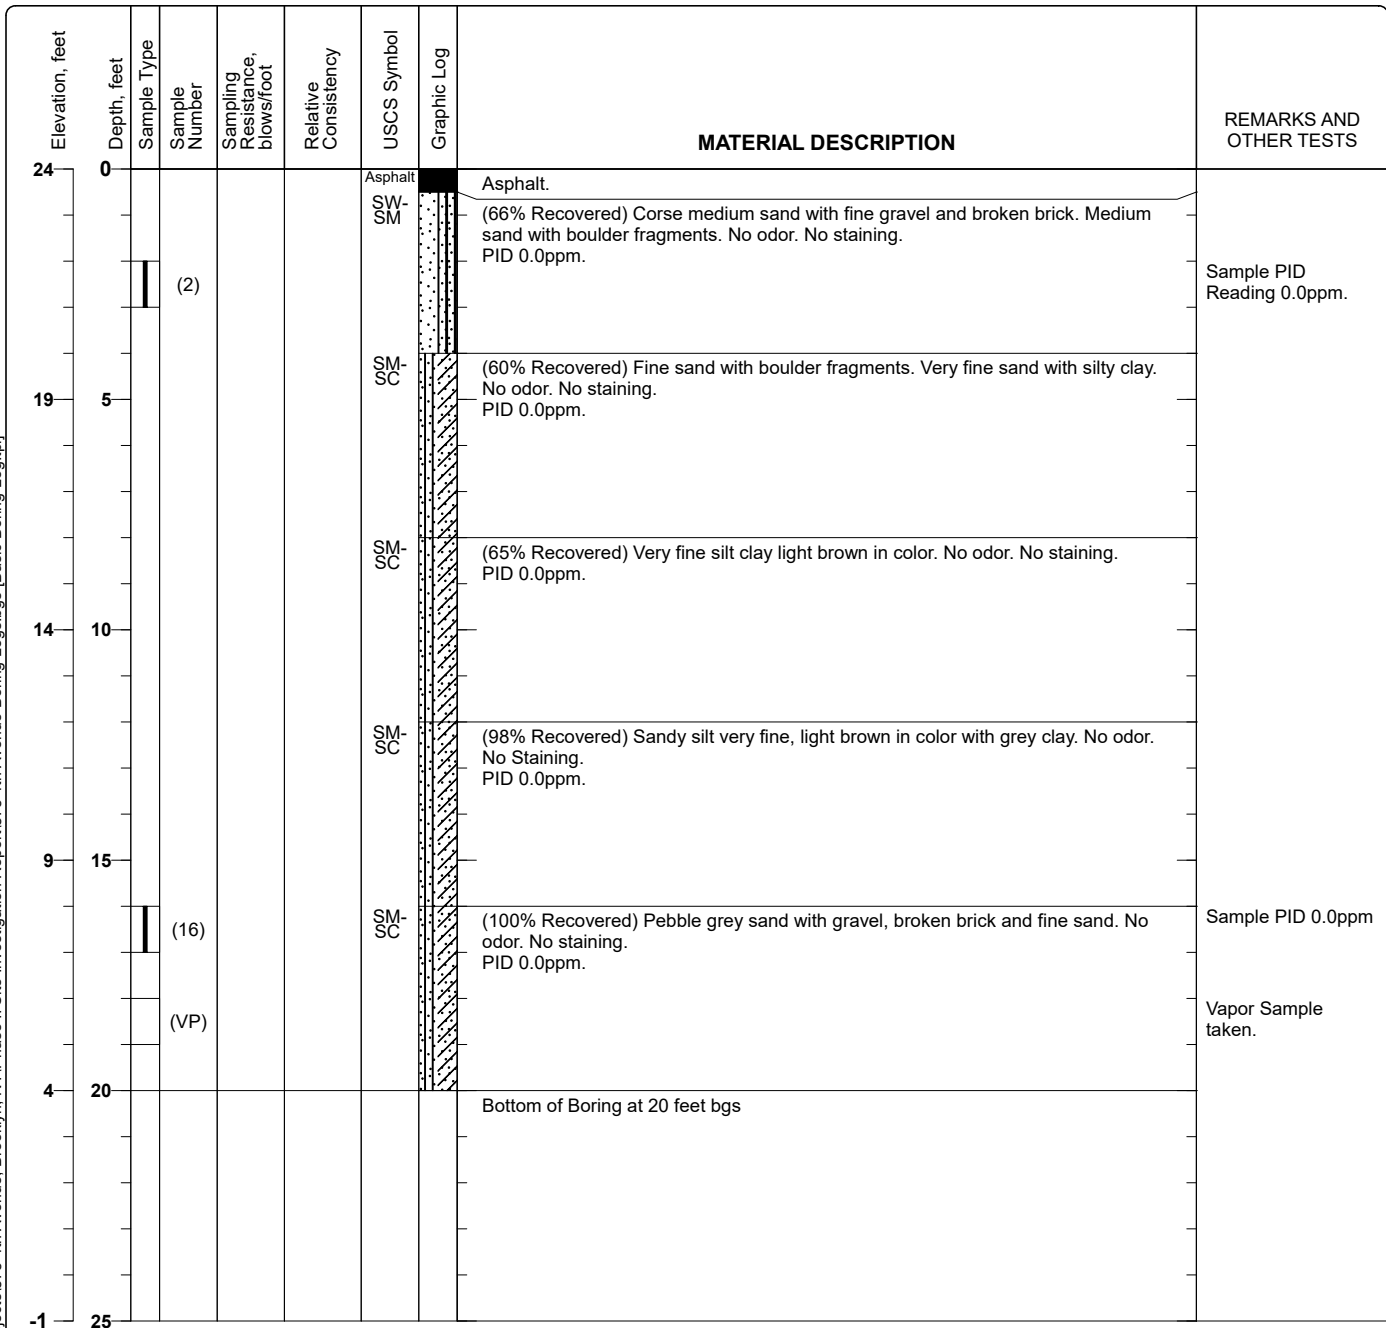 Elevation, feet
Depth, feet
Sample Type
Sample
Number
Sampling
Resistance,
blows/foot
Relative
Consistency
USCS Symbol
Graphic Log
MATERIAL DESCRIPTION
REMARKS AND
OTHER TESTS
24 0
Asphalt
Asphalt.
SW-
SM
(66% Recovered) Corse medium sand with fine gravel and broken brick. Medium
sand with boulder fragments. No odor. No staining.
PID 0.0ppm.
(2)
Sample PID
Reading 0.0ppm.
SM-
SC
(60% Recovered) Fine sand with boulder fragments. Very fine sand with silty clay.
No odor. No staining.
PID 0.0ppm.
19 5
SM-
SC
(65% Recovered) Very fine silt clay light brown in color. No odor. No staining.
PID 0.0ppm.
14 10
SM-
SC
(98% Recovered) Sandy silt very fine, light brown in color with grey clay. No odor.
No Staining.
PID 0.0ppm.
9 15
(16)
SM-
SC
(100% Recovered) Pebble grey sand with gravel, broken brick and fine sand. No
odor. No staining.
PID 0.0ppm.
Sample PID 0.0ppm
(VP)
Vapor Sample
taken.
4 20
Bottom of Boring at 20 feet bgs
-1 25